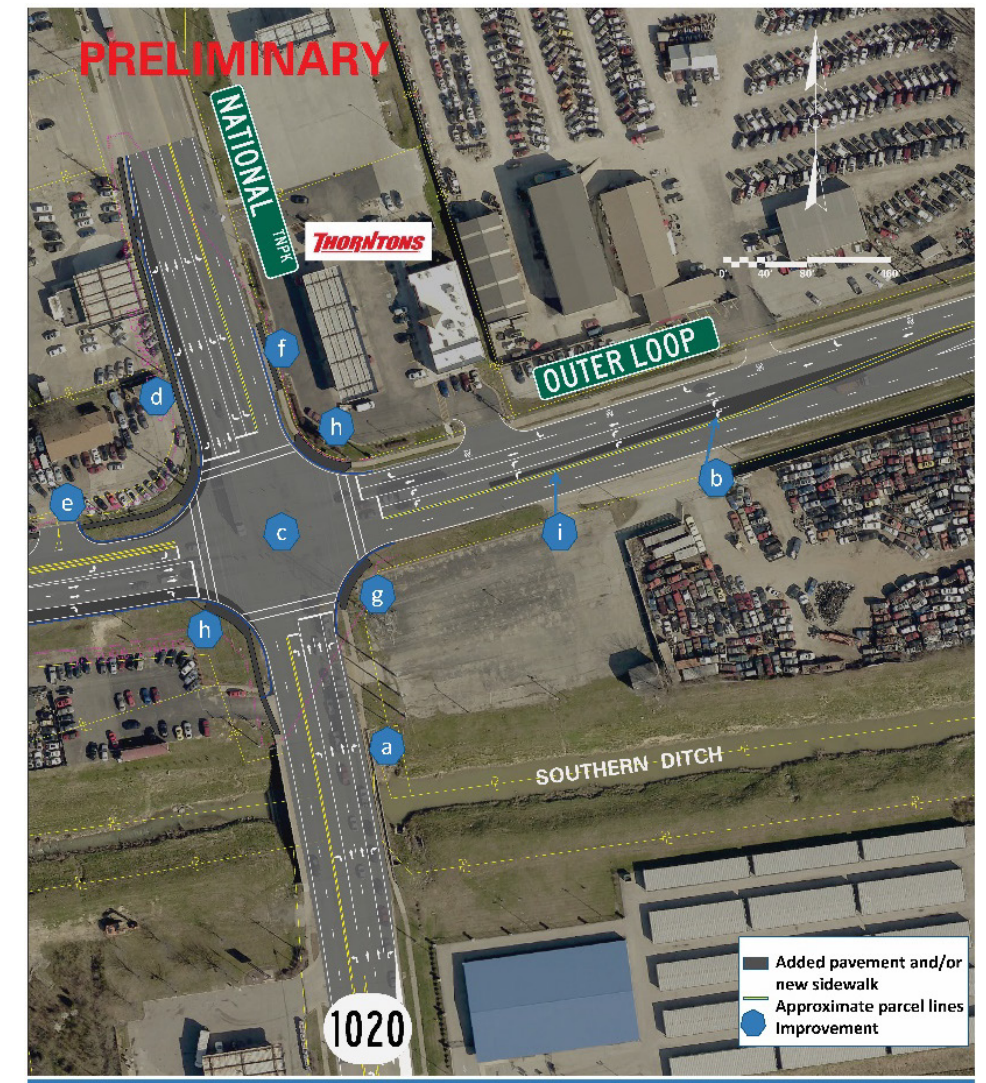 PRELIMINARY
NATIONAL TNPK
THORNTONS
0' 40' 80' 160'
OUTER LOOP
f
d
h
b
e
c
i
g
h
a
SOUTHERN DITCH
Added pavement and/or
new sidewalk
Approximate parcel lines
Improvement
1020